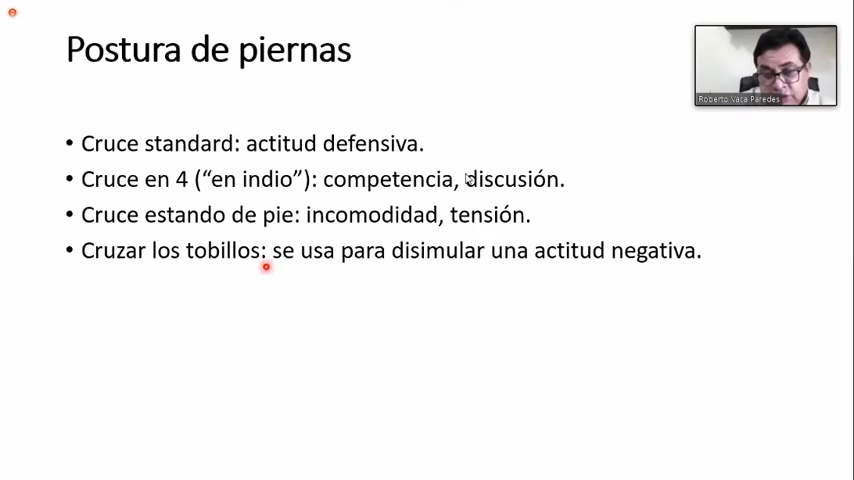 Postura de piernas
Roberto Vaca Paredes
• Cruce standard: actitud defensiva.
• Cruce en 4 (“en indio”): competencia, discusión.
• Cruce estando de pie: incomodidad, tensión.
• Cruzar los tobillos: se usa para disimular una actitud negativa.